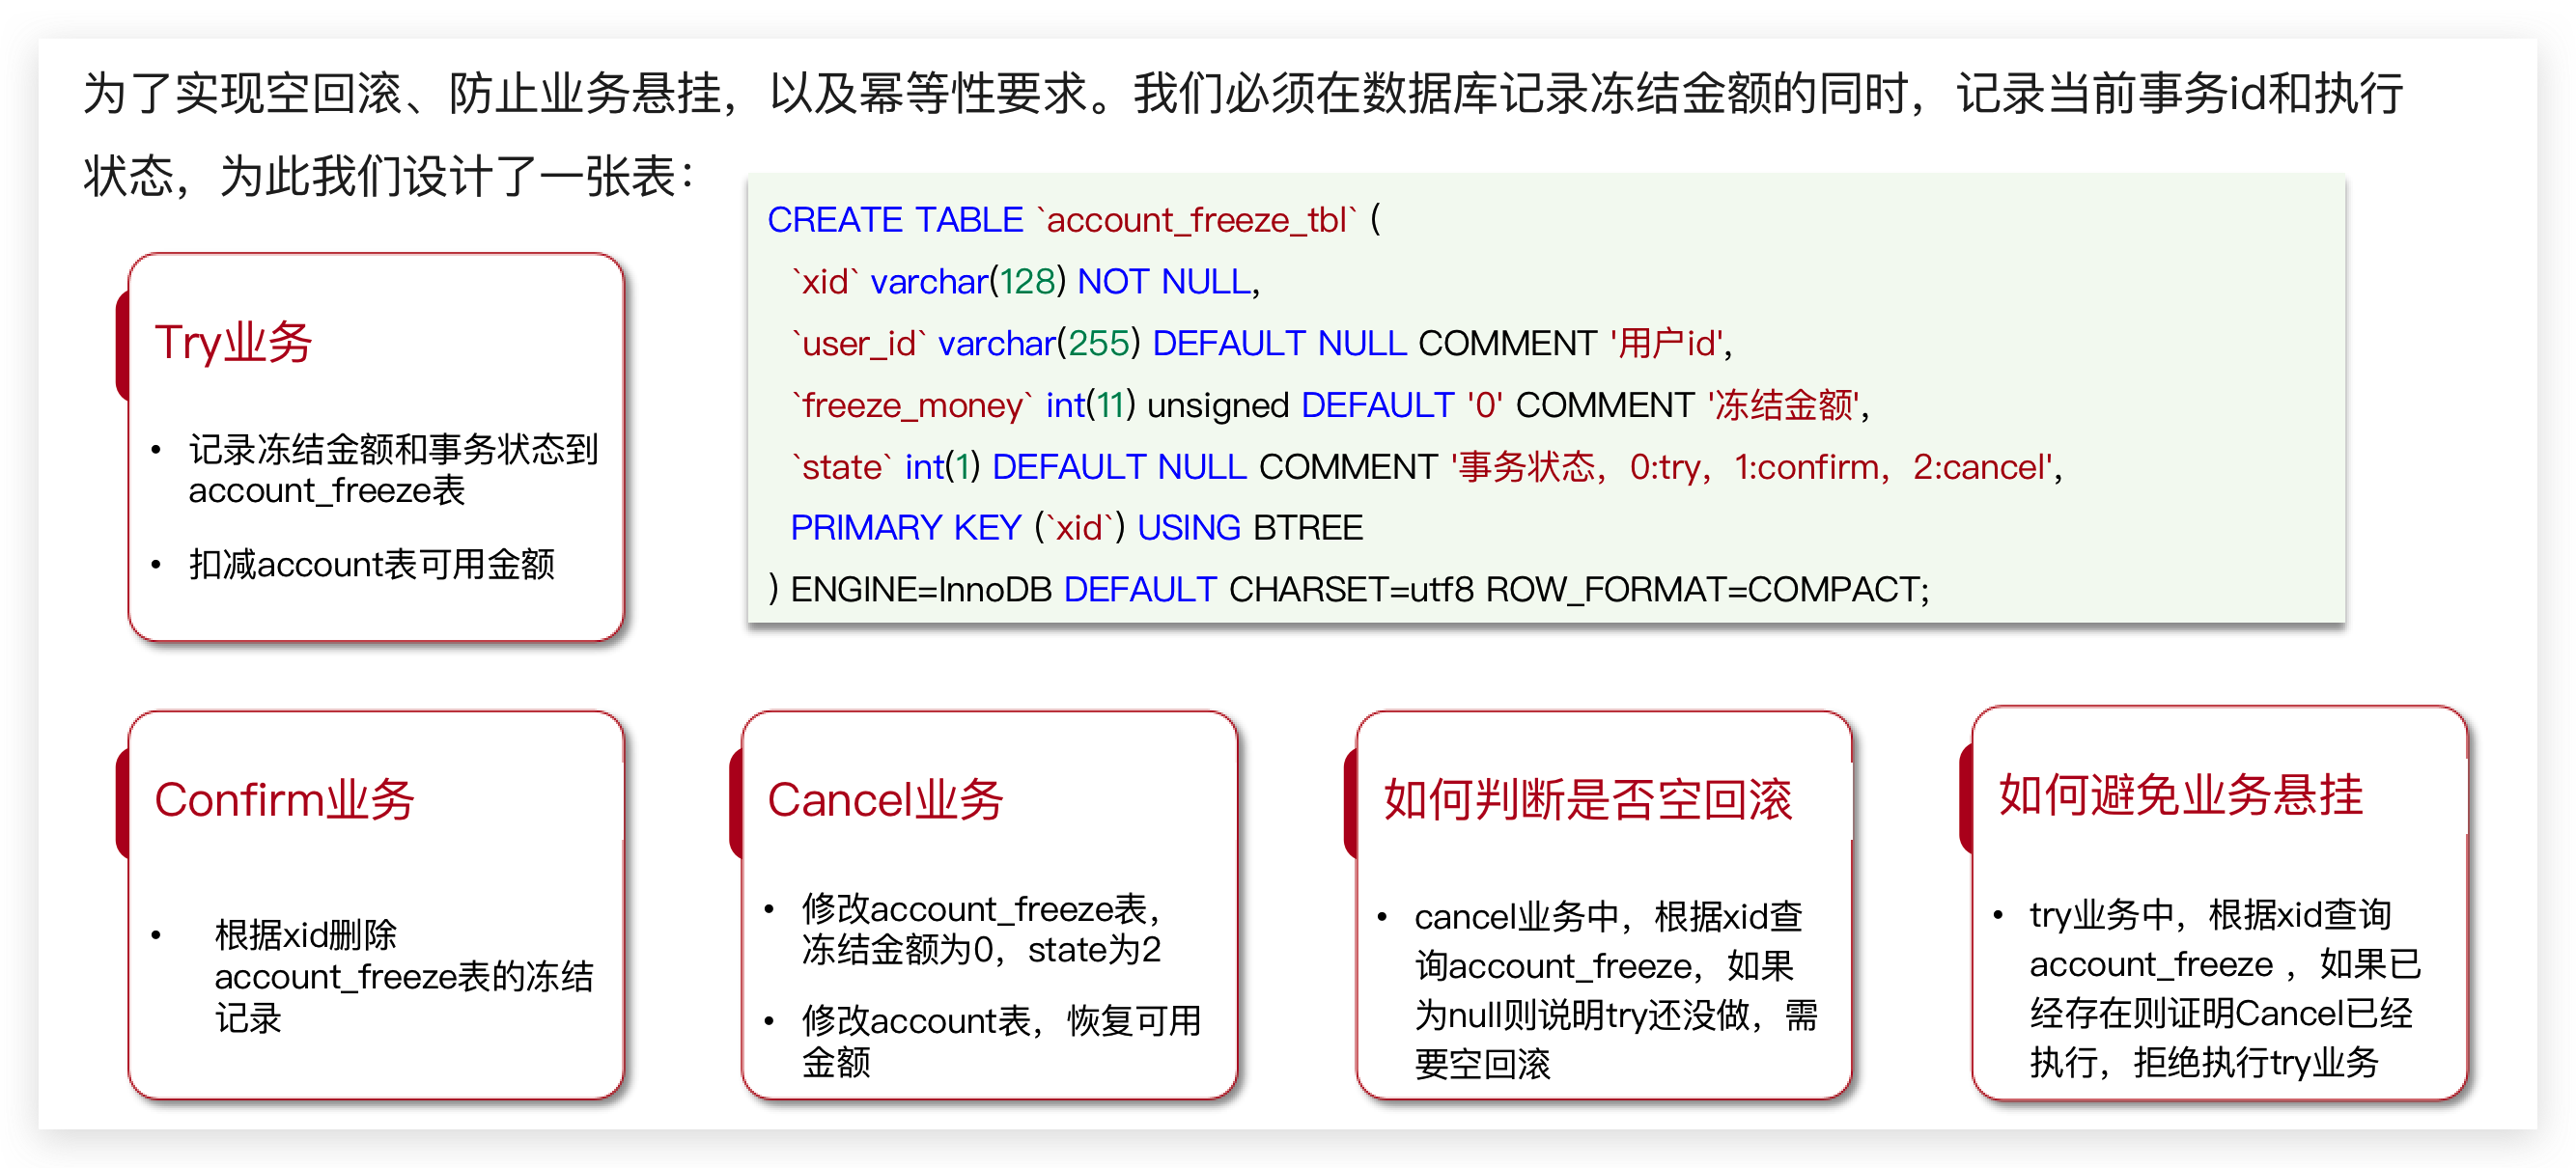 为了实现空回滚、防止业务悬挂，以及幂等性要求。我们必须在数据库记录冻结金额的同时，记录当前事务id和执行
状态，为此我们设计了一张表：
CREATE TABLE `account_freeze_tbl` (
`xid` varchar(128) NOT NULL,
`user_id` varchar(255) DEFAULT NULL COMMENT '用户id',
`freeze_money` int(11) unsigned DEFAULT '0' COMMENT '冻结金额',
`state` int(1) DEFAULT NULL COMMENT '事务状态，0:try，1:confirm，2:cancel',
PRIMARY KEY (`xid`) USING BTREE
) ENGINE=InnoDB DEFAULT CHARSET=utf8 ROW_FORMAT=COMPACT;
Try业务
• 记录冻结金额和事务状态到
account_freeze表
• 扣减account表可用金额
Confirm业务
• 根据xid删除
account_freeze表的冻结
记录
Cancel业务
• 修改account_freeze表，
冻结金额为0，state为2
• 修改account表，恢复可用
金额
如何判断是否空回滚
• cancel业务中，根据xid查
询account_freeze，如果
为null则说明try还没做，需
要空回滚
如何避免业务悬挂
• try业务中，根据xid查询
account_freeze ，如果已
经存在则证明Cancel已经
执行，拒绝执行try业务